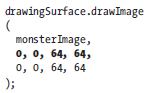 drawingSurface.drawImage
(
monsterImage,
0, 0, 64, 64,
0, 0, 64, 64
);